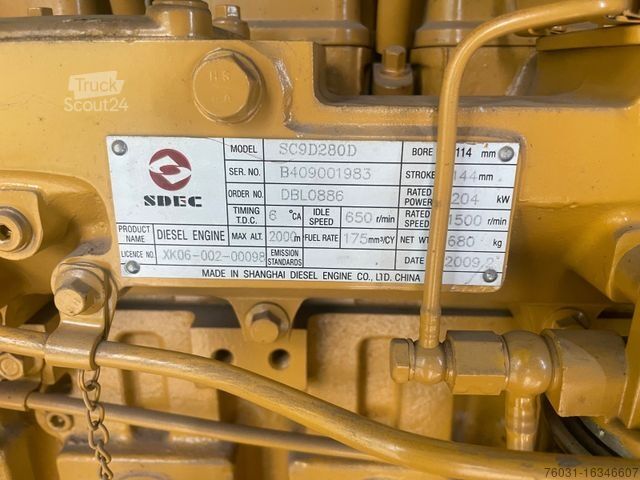 Truck
Scout24
H S
8.8
SDEC
MODEL SC9D280D BORE 114 mm
SER. NO. B409001983 STROKE 144 mm
ORDER NO. DBL0886 RATED POWER 204 kW
TIMING T.D.C. 6 °CA IDLE SPEED 650 r/min RATED SPEED 1500 r/min
PRODUCT NAME DIESEL ENGINE MAX ALT. 2000 m FUEL RATE 175 mm³/CY NET WT 680 kg
LICENCE NO. XK06-002-00098 EMISSION STANDARDS DATE 2009.2
MADE IN SHANGHAI DIESEL ENGINE CO., LTD. CHINA
76031-16346607